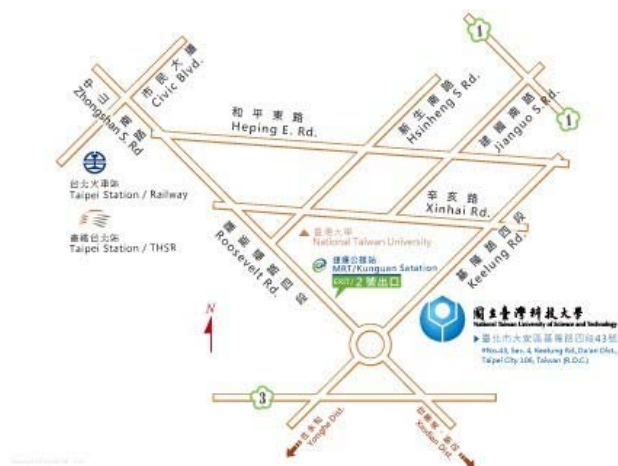 1
市民大道
Civic Blvd.
中山南路
Zhongshan S. Rd
和平東路
Heping E. Rd.
新生南路
Hsinheng S Rd.
建國南路
Jianguo S. Rd.
1
台北火車站
Taipei Station / Railway
臺鐵台北站
Taipei Station / THSR
辛亥路
Xinhai Rd.
臺灣大學
National Taiwan University
捷運公館站
MRT/Kunguan Satation
EXIT/ 2 號出口
羅斯福路四段
Roosevelt Rd.
基隆路四段
Keelung Rd.
N
國立臺灣科技大學
National Taiwan University of Science and Technology
臺北市大安區基隆路四段43號
#No.43, Sec. 4, Keelung Rd., Da'an Dist.,
Taipei City 106, Taiwan (R.O.C.)
3
往永和
Yonghe Dist.
Xindian Dist.